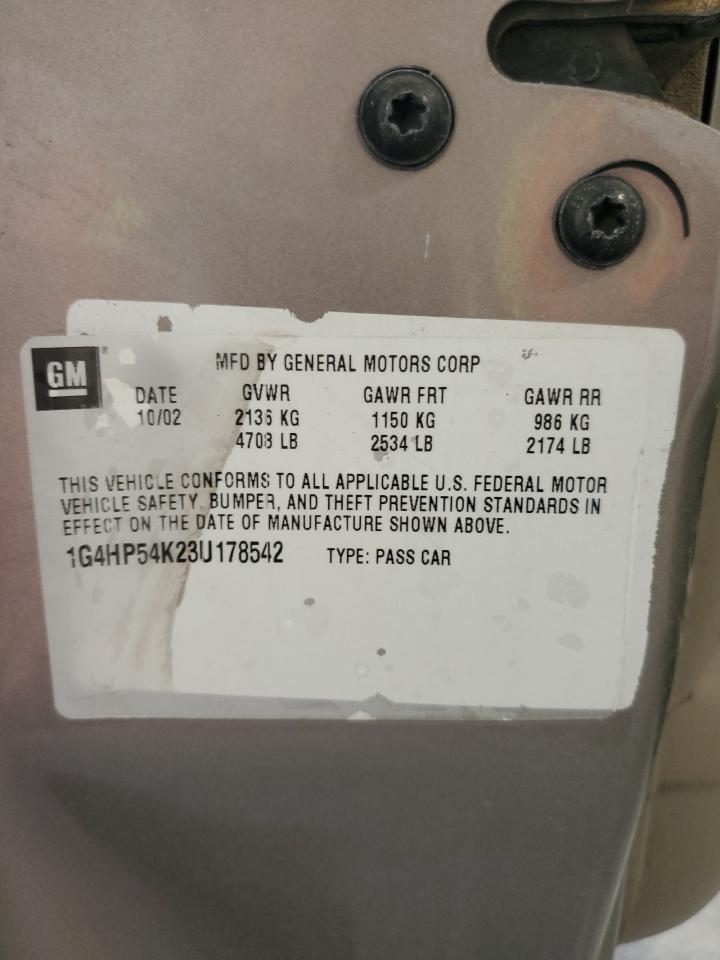 GM®
MFD BY GENERAL MOTORS CORP
DATE GVWR GAWR FRT GAWR RR
10/02 2136 KG 1150 KG 986 KG
4708 LB 2534 LB 2174 LB
THIS VEHICLE CONFORMS TO ALL APPLICABLE U.S. FEDERAL MOTOR
VEHICLE SAFETY, BUMPER, AND THEFT PREVENTION STANDARDS IN
EFFECT ON THE DATE OF MANUFACTURE SHOWN ABOVE.
1G4HP54K23U178542 TYPE: PASS CAR